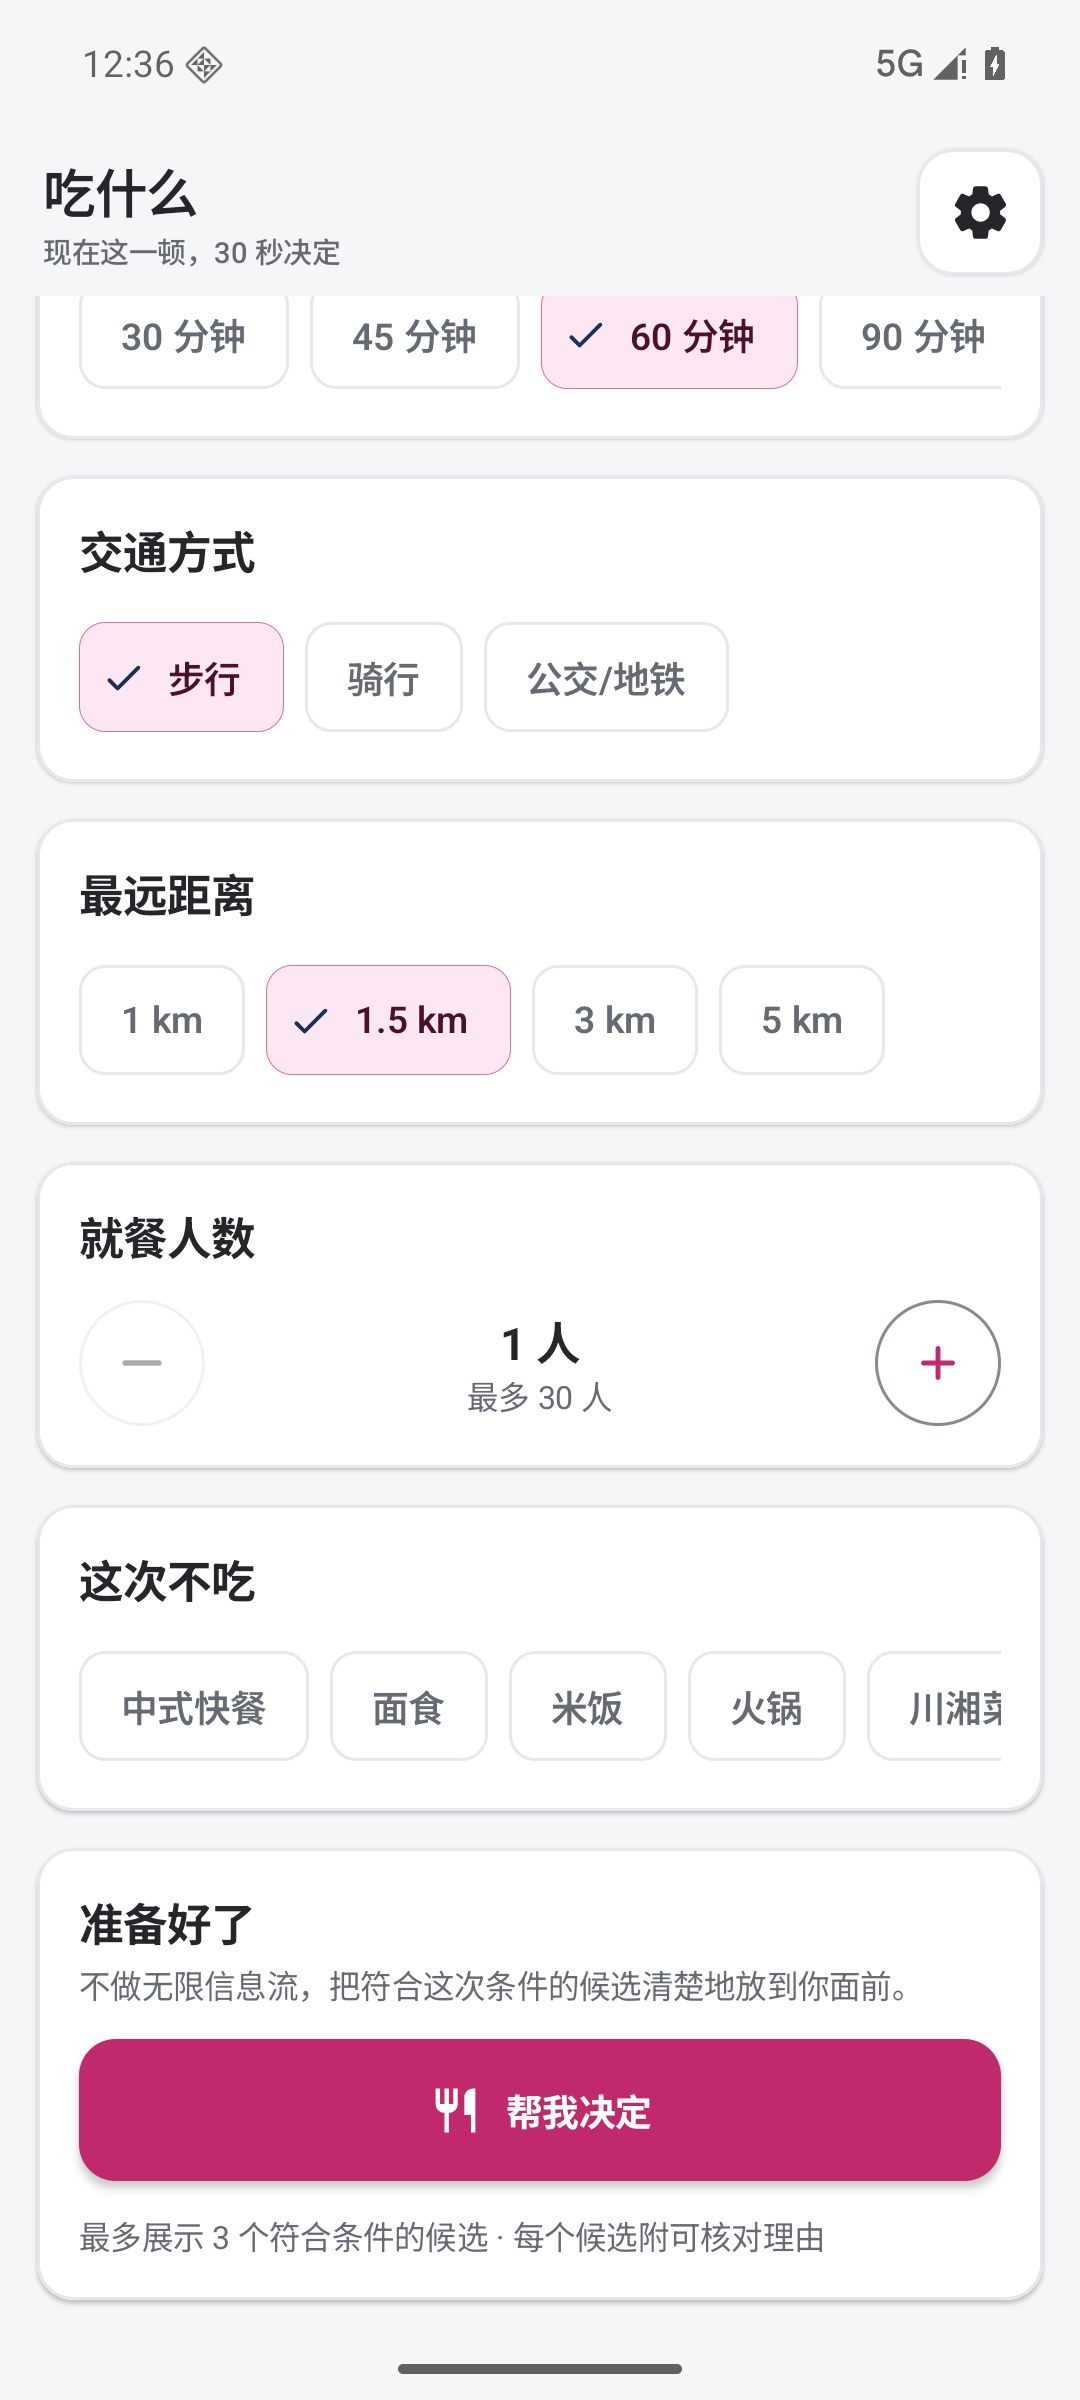 12:36
5G
吃什么
现在这一顿，30 秒决定
30 分钟
45 分钟
60 分钟
90 分钟
交通方式
步行
骑行
公交/地铁
最远距离
1 km
1.5 km
3 km
5 km
就餐人数
1 人
最多 30 人
这次不吃
中式快餐
面食
米饭
火锅
川湘菜
准备好了
不做无限信息流，把符合这次条件的候选清楚地放到你面前。
帮我决定
最多展示 3 个符合条件的候选 · 每个候选附可核对理由